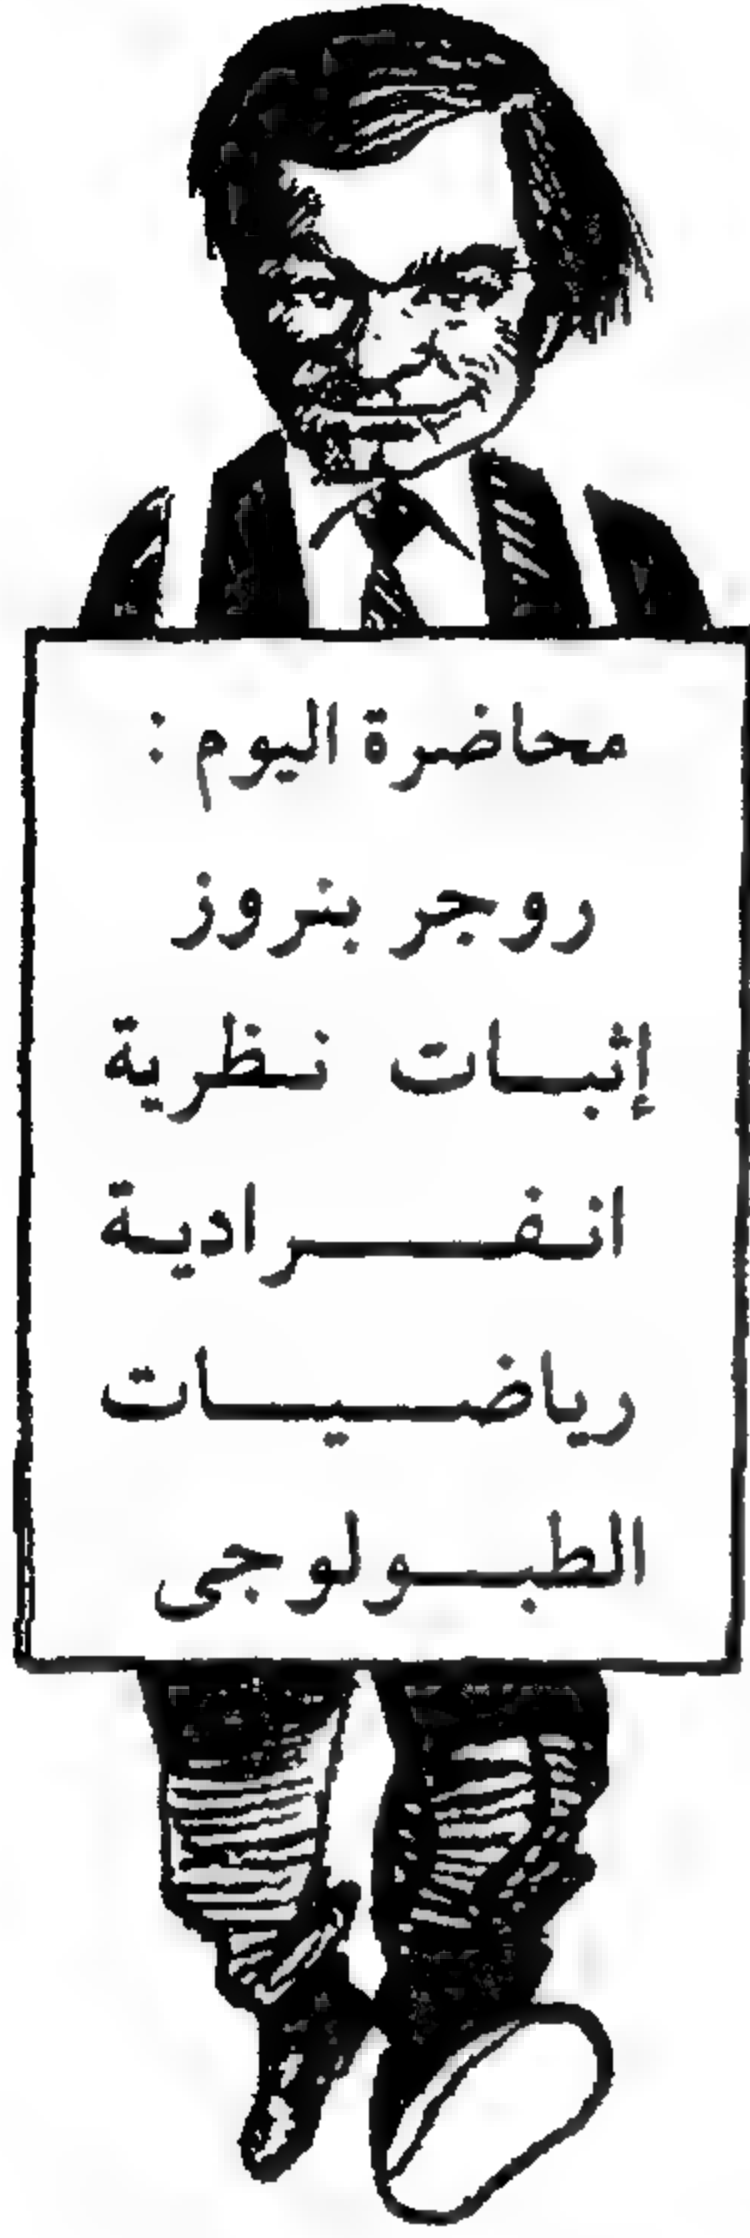 محاضرة اليوم :
روجر بنروز
إثبات نظرية
انفرادية
رياضيات
الطبولوجى